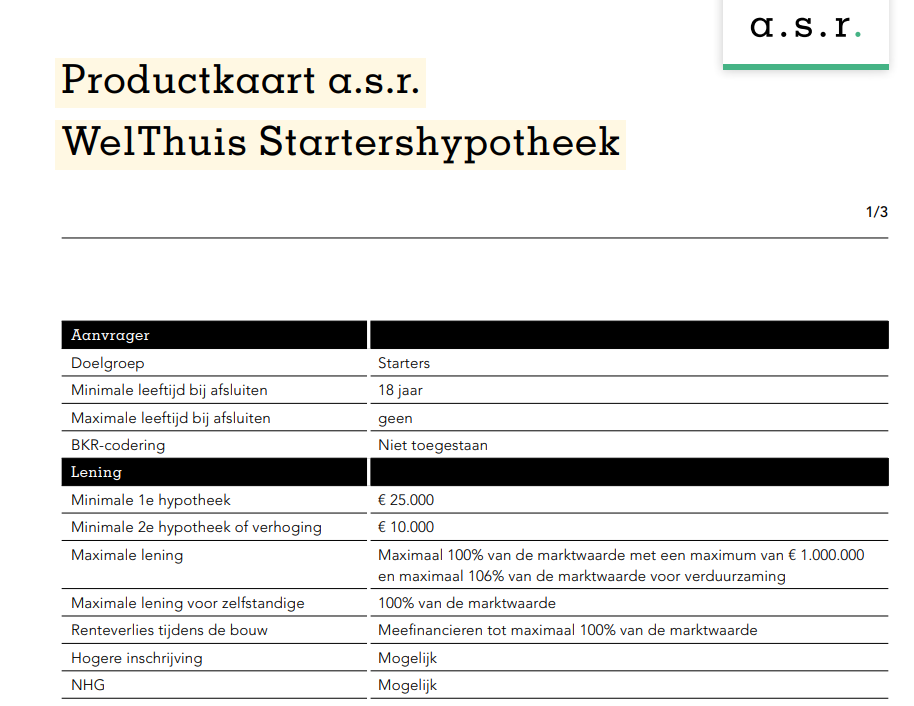 a.s.r.
Productkaart a.s.r.
WelThuis Startershypotheek
1/3
Aanvrager
Doelgroep Starters
Minimale leeftijd bij afsluiten 18 jaar
Maximale leeftijd bij afsluiten geen
BKR-codering Niet toegestaan
Lening
Minimale 1e hypotheek € 25.000
Minimale 2e hypotheek of verhoging € 10.000
Maximale lening Maximaal 100% van de marktwaarde met een maximum van € 1.000.000
en maximaal 106% van de marktwaarde voor verduurzaming
Maximale lening voor zelfstandige 100% van de marktwaarde
Renteverlies tijdens de bouw Meefinancieren tot maximaal 100% van de marktwaarde
Hogere inschrijving Mogelijk
NHG Mogelijk